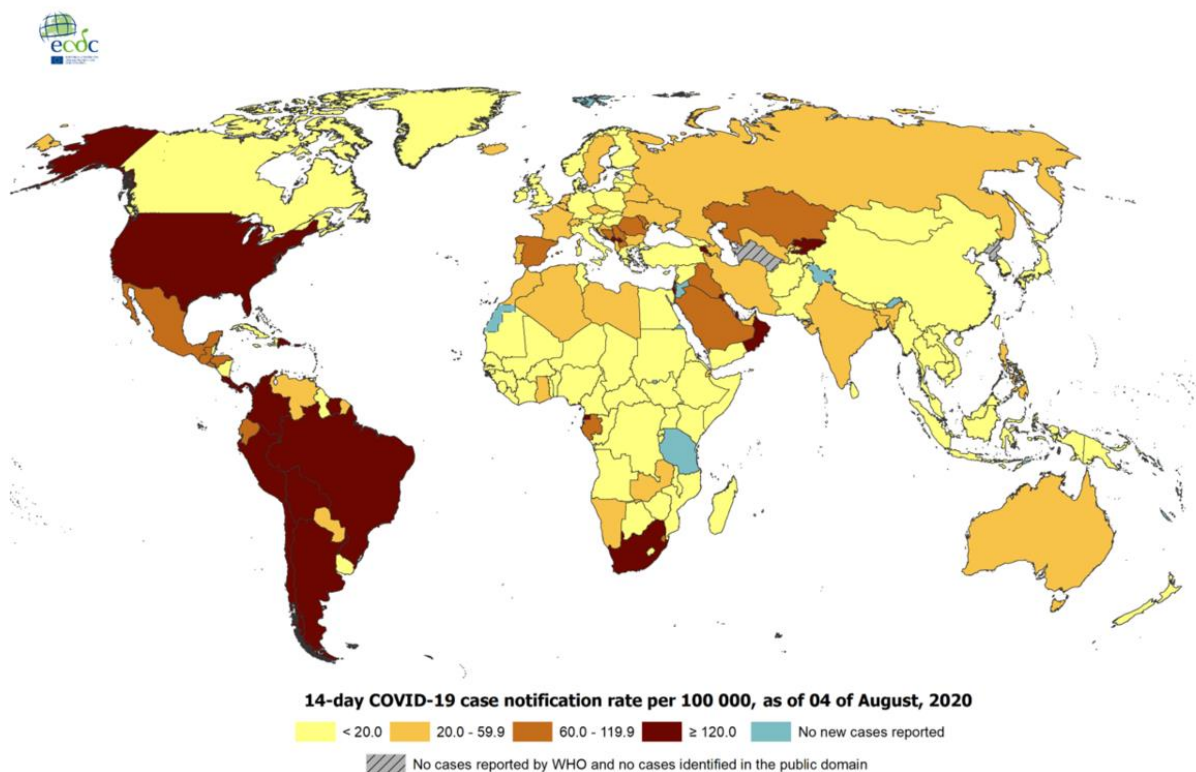 ecdc
14-day COVID-19 case notification rate per 100 000, as of 04 of August, 2020
< 20.0 20.0 - 59.9 60.0 - 119.9 ≥ 120.0 No new cases reported
No cases reported by WHO and no cases identified in the public domain